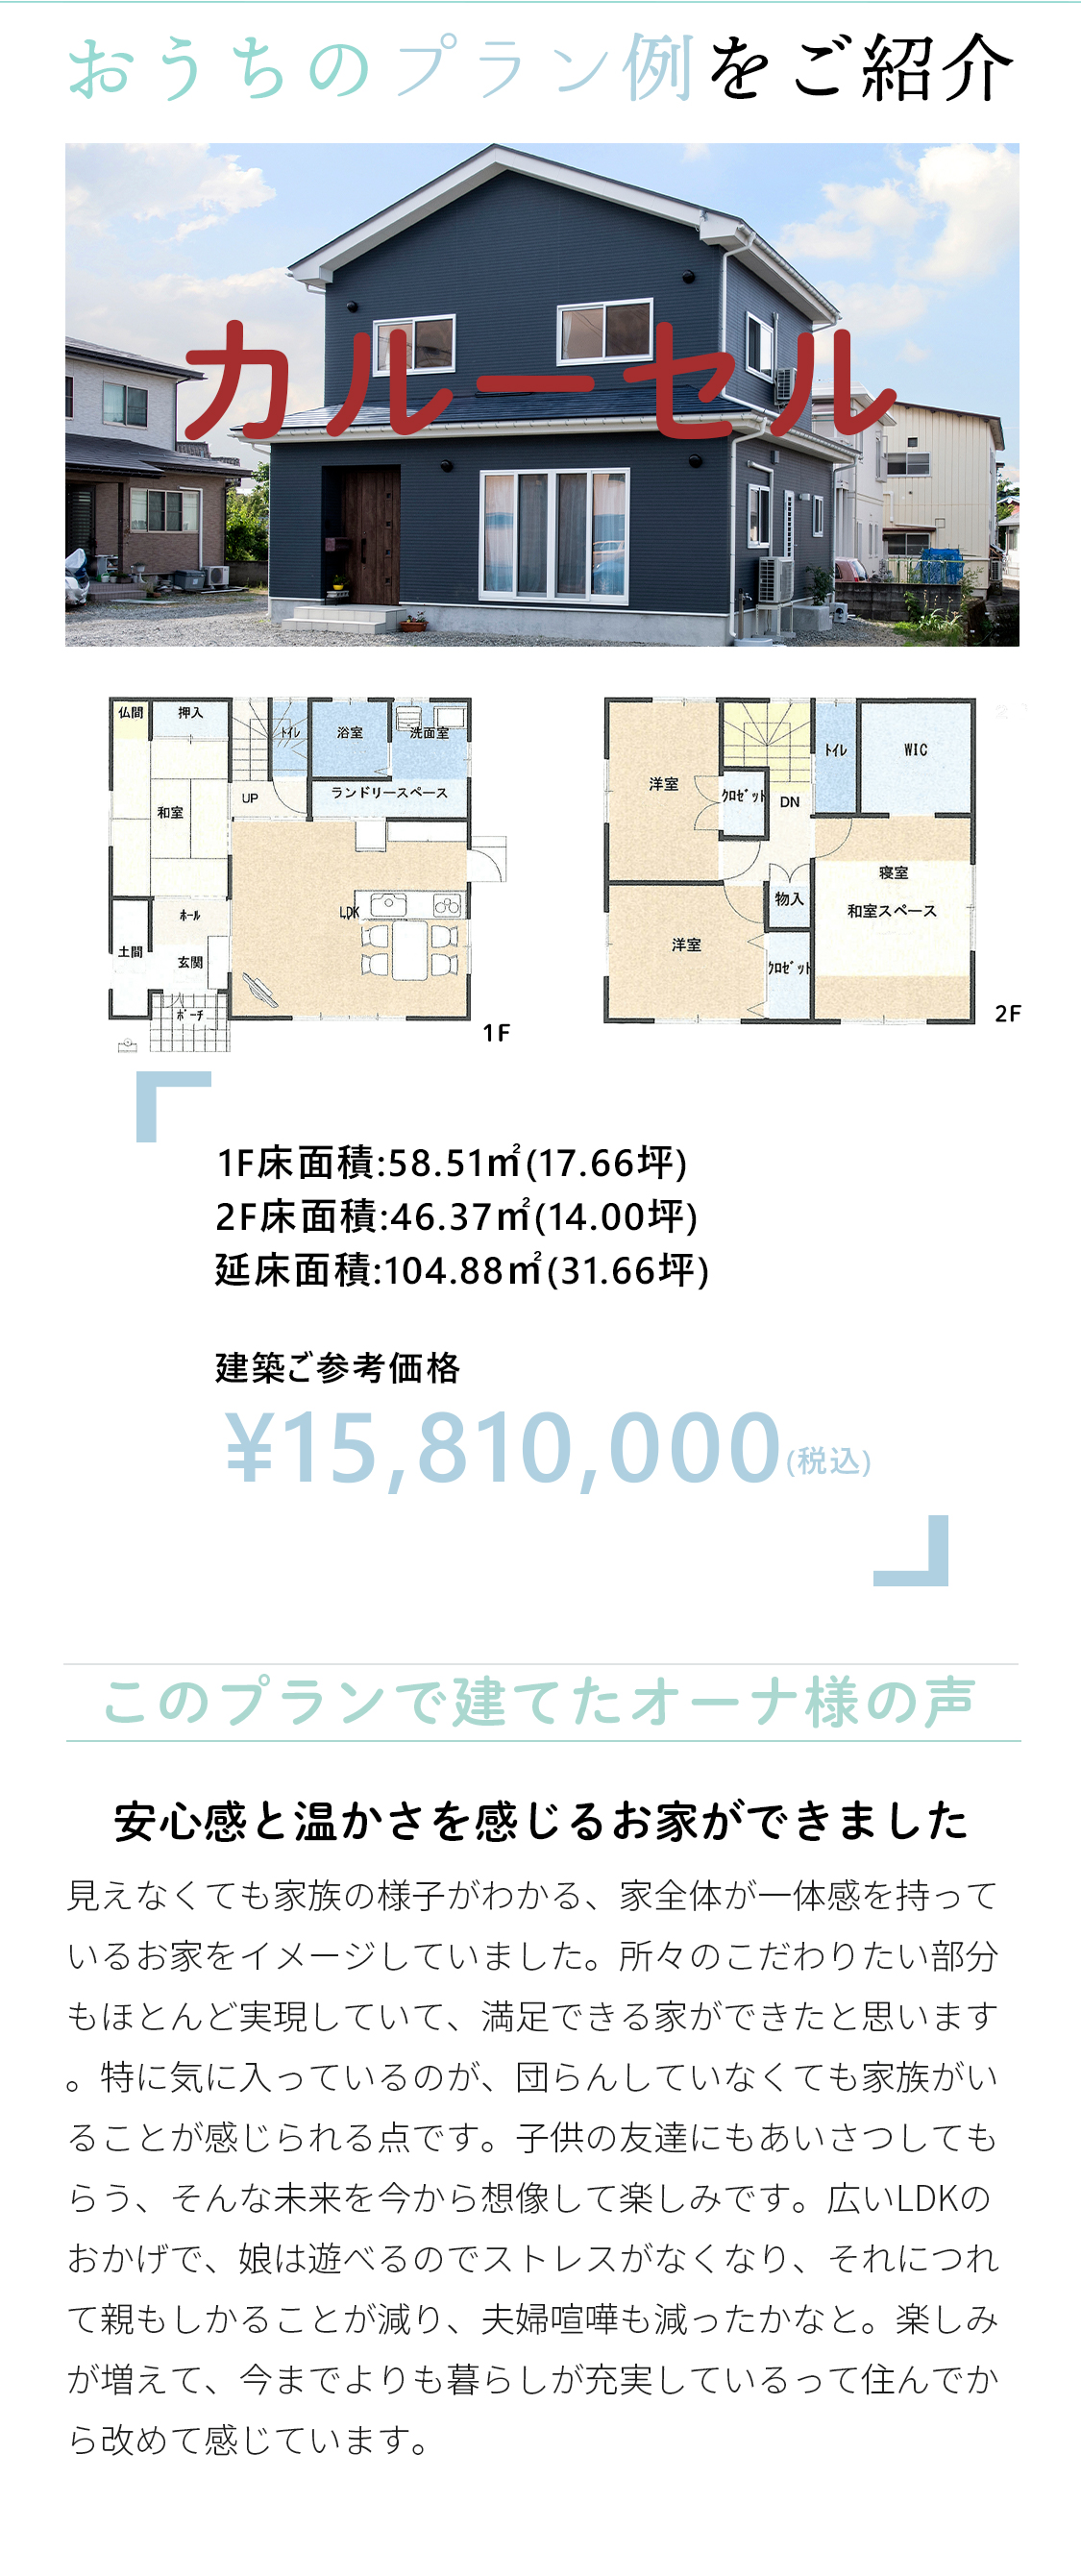 おうちのプラン例をご紹介
カルーセル
仏間 押入 トイレ 浴室 洗面室
ランドリースペース
UP
和室
LDK
ホール
土間 玄関
ポーチ
1F
洋室 クロゼット DN トイレ WIC
寝室
物入 和室スペース
洋室 クロゼット
2F
1F床面積:58.51㎡(17.66坪)
2F床面積:46.37㎡(14.00坪)
延床面積:104.88㎡(31.66坪)
建築ご参考価格
¥15,810,000(税込)
このプランで建てたオーナ様の声
安心感と温かさを感じるお家ができました
見えなくても家族の様子がわかる、家全体が一体感を持って
いるお家をイメージしていました。所々のこだわりたい部分
もほとんど実現していて、満足できる家ができたと思います
。特に気に入っているのが、団らんしていなくても家族がい
ることが感じられる点です。子供の友達にもあいさつしても
らう、そんな未来を今から想像して楽しみです。広いLDKの
おかげで、娘は遊べるのでストレスがなくなり、それにつれ
て親もしかることが減り、夫婦喧嘩も減ったかなと。楽しみ
が増えて、今までよりも暮らしが充実しているって住んでか
ら改めて感じています。